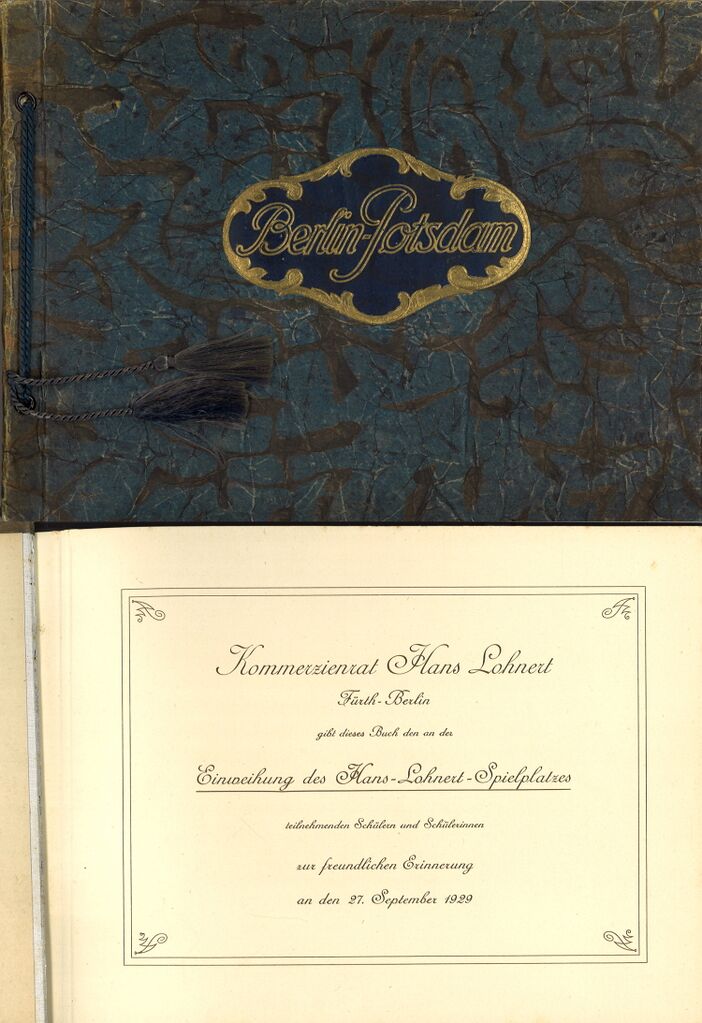 Berlin-Potsdam
Kommerzienrat Hans Lohnert
Fürth-Berlin
gibt dieses Buch den an der
Einweihung des Hans-Lohnert-Spielplatzes
teilnehmenden Schülern und Schülerinnen
zur freundlichen Erinnerung
an den 27. September 1929